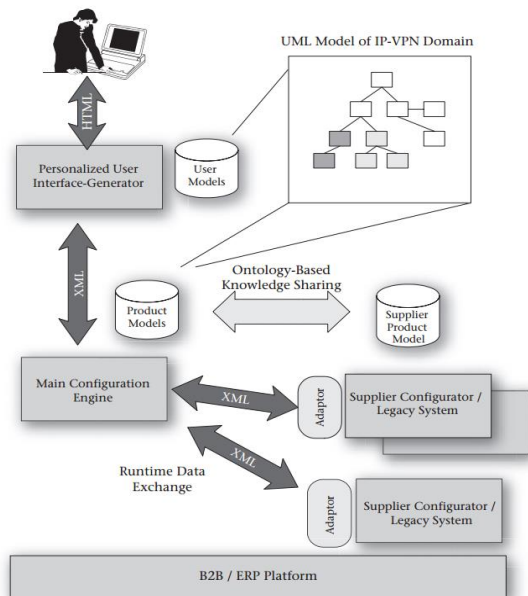 UML Model of IP-VPN Domain
HTML
Personalized User
Interface-Generator
User
Models
XML
Ontology-Based
Knowledge Sharing
Product
Models
Supplier
Product
Model
Main Configuration
Engine
XML
Adaptor
Supplier Configurator /
Legacy System
XML
Runtime Data
Exchange
Adaptor
Supplier Configurator /
Legacy System
B2B / ERP Platform